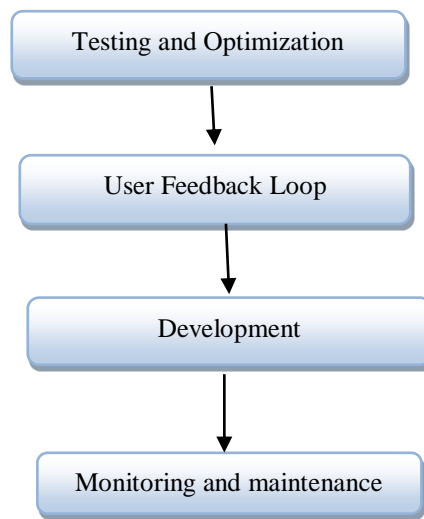 Testing and Optimization
User Feedback Loop
Development
Monitoring and maintenance